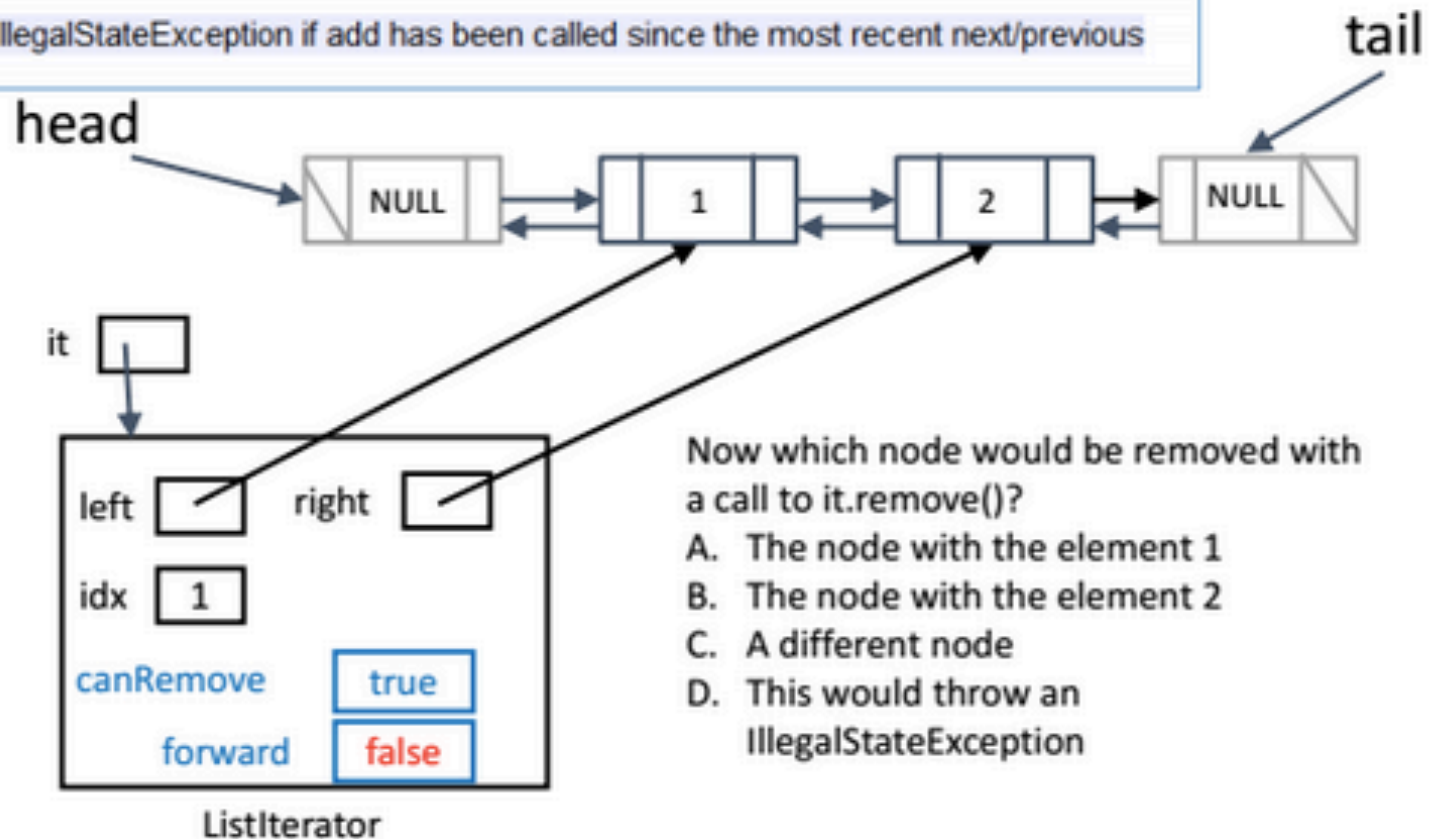 llegalStateException if add has been called since the most recent next/previous
tail
head
NULL
1
2
NULL
it
left
right
idx
1
canRemove
true
forward
false
ListIterator
Now which node would be removed with
a call to it.remove()?
A. The node with the element 1
B. The node with the element 2
C. A different node
D. This would throw an
IllegalStateException